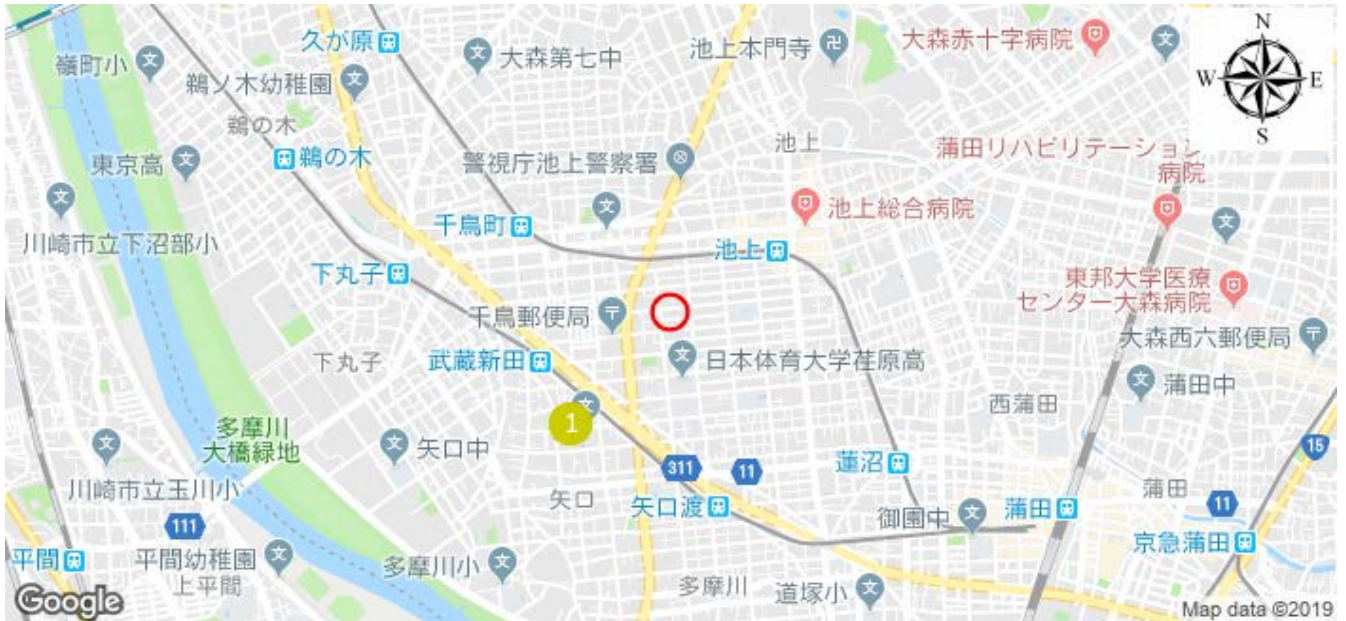 久が原
大森第七中
池上本門寺
大森赤十字病院
N
W
E
S
嶺町小
鵜ノ木幼稚園
鵜の木
鵜の木
東京高
警視庁池上警察署
池上
蒲田リハビリテーション
病院
川崎市立下沼部小
千鳥町
池上総合病院
池上
下丸子
東邦大学医療
センター大森病院
千鳥郵便局
大森西六郵便局
下丸子
武蔵新田
日本体育大学荏原高
蒲田中
西蒲田
1
多摩川
大橋緑地
矢口中
15
川崎市立玉川小
311
11
蓮沼
蒲田
矢口
矢口渡
御園中
蒲田
11
111
京急蒲田
平間
平間幼稚園
上平間
多摩川小
多摩川
道塚小
Google
Map data ©2019